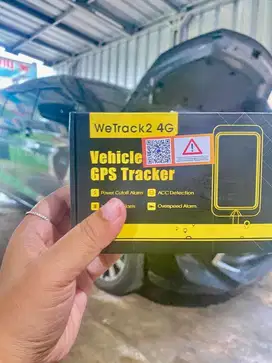 WeTrack2 4G
Vehicle
GPS Tracker
Power Cutoff Alarm
ACC Detection
Overspeed Alarm